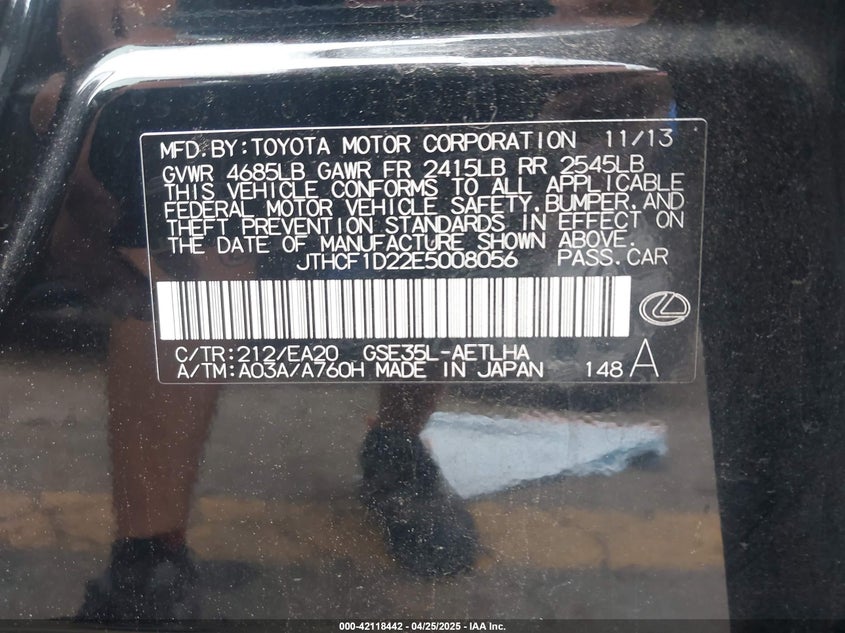 MFD.BY:TOYOTA MOTOR CORPORATION 11/13
GVWR 4685LB GAWR FR 2415LB RR 2545LB
THIS VEHICLE CONFORMS TO ALL APPLICABLE
FEDERAL MOTOR VEHICLE SAFETY,BUMPER,AND
THEFT PREVENTION STANDARDS IN EFFECT ON
THE DATE OF MANUFACTURE SHOWN ABOVE.
JTHCF1D22E5008056 PASS.CAR
C/TR:212/EA20 GSE35L-AETLHA
A/TM:A03A/A760H MADE IN JAPAN 148 A
000-42118442 / 04/25/2025 - IAA Inc.